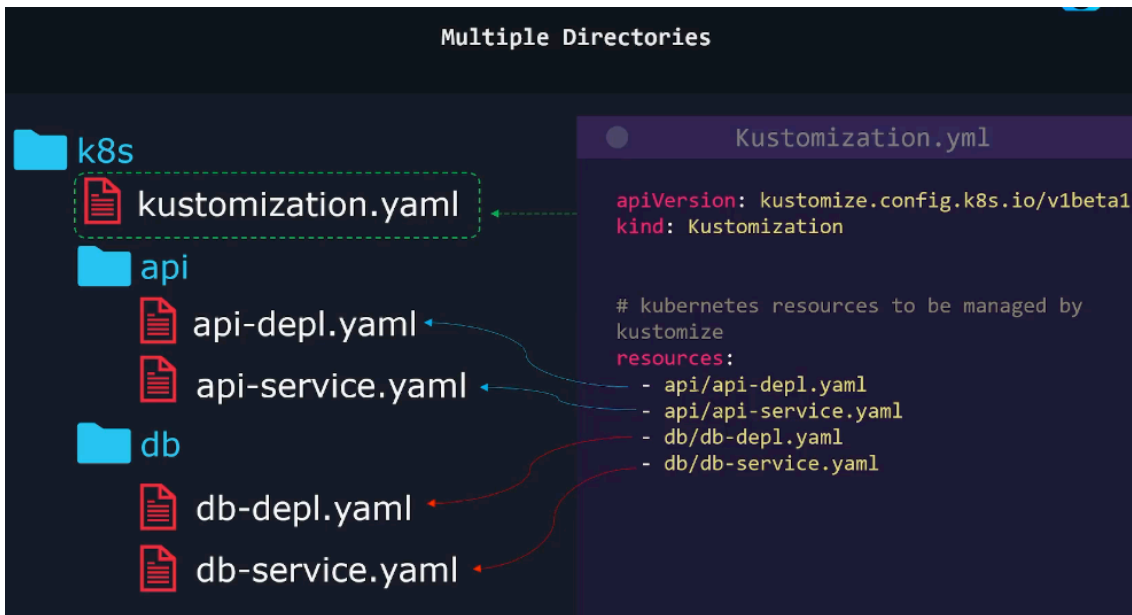 Multiple Directories
k8s
kustomization.yaml
api
api-depl.yaml
api-service.yaml
db
db-depl.yaml
db-service.yaml
Kustomization.yml
apiVersion: kustomize.config.k8s.io/v1beta1
kind: Kustomization
# kubernetes resources to be managed by
kustomize
resources:
- api/api-depl.yaml
- api/api-service.yaml
- db/db-depl.yaml
- db/db-service.yaml